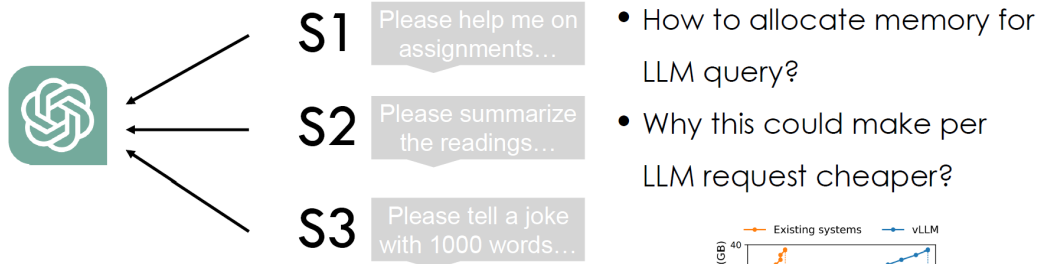 S1
Please help me on
assignments…
S2
Please summarize
the readings…
S3
Please tell a joke
with 1000 words…
• How to allocate memory for
LLM query?
• Why this could make per
LLM request cheaper?
Existing systems
vLLM
40
(GB)